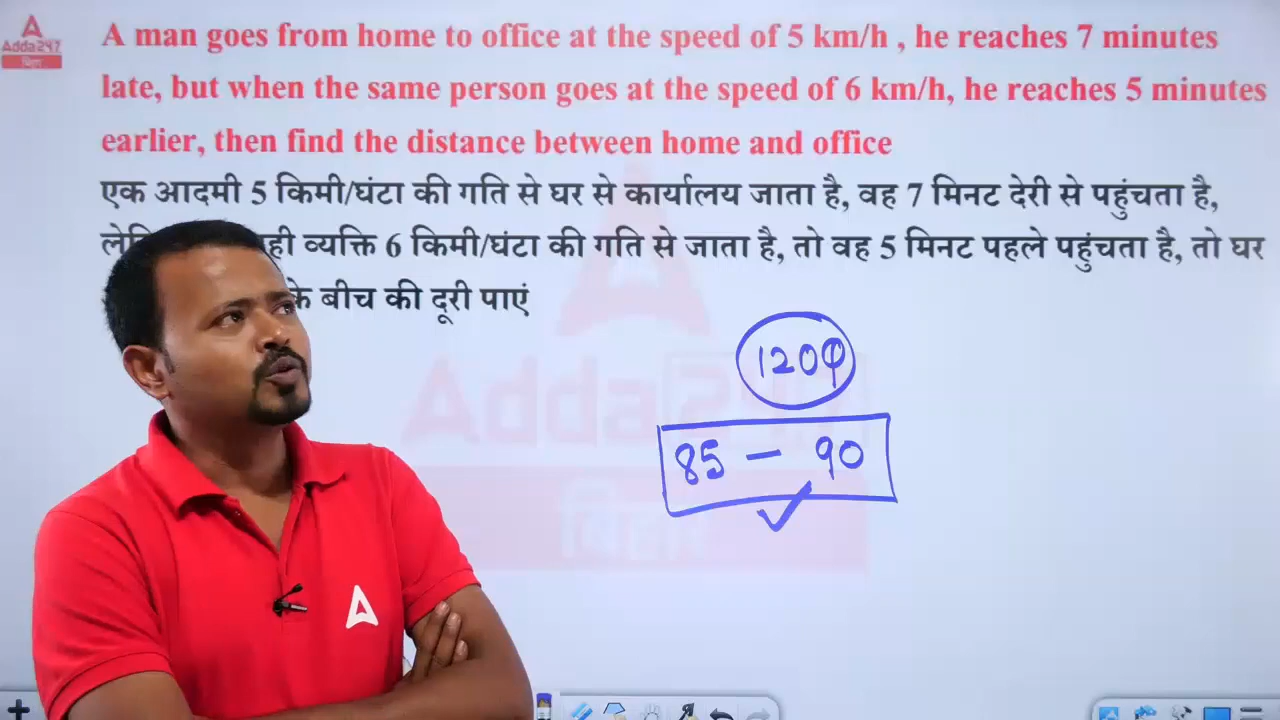 A man goes from home to office at the speed of 5 km/h , he reaches 7 minutes
Adda247
बिहार
late, but when the same person goes at the speed of 6 km/h, he reaches 5 minutes
earlier, then find the distance between home and office
एक आदमी 5 किमी/घंटा की गति से घर से कार्यालय जाता है, वह 7 मिनट देरी से पहुंचता है,
व्यक्ति 6 किमी/घंटा की गति से जाता है, तो वह 5 मिनट पहले पहुंचता है, तो घर
के बीच की दूरी पाएं
120Φ
Adda247
85 — 90
बिहार